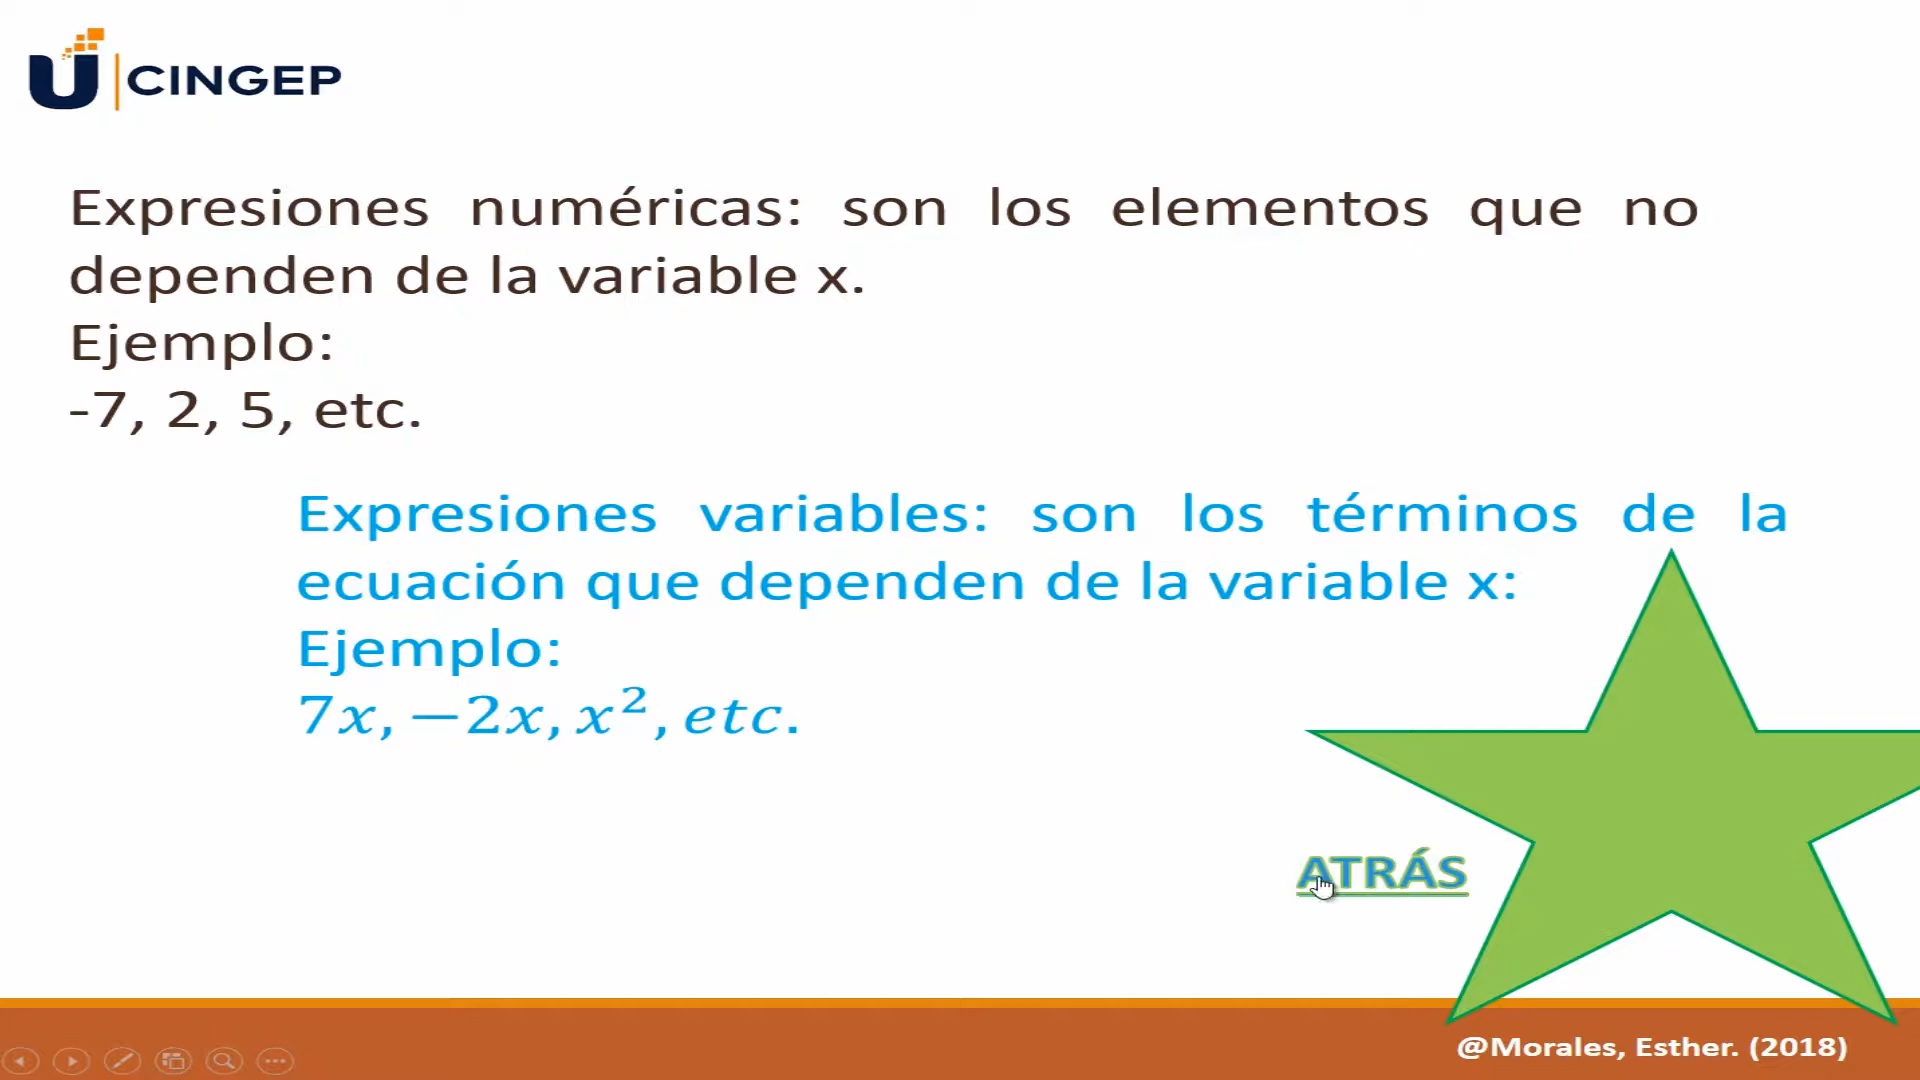 U CINGEP
Expresiones numéricas: son los elementos que no
dependen de la variable x.
Ejemplo:
-7, 2, 5, etc.
Expresiones variables: son los términos de la
ecuación que dependen de la variable x:
Ejemplo:
7x, −2x, x², etc.
ATRÁS
@Morales, Esther. (2018)